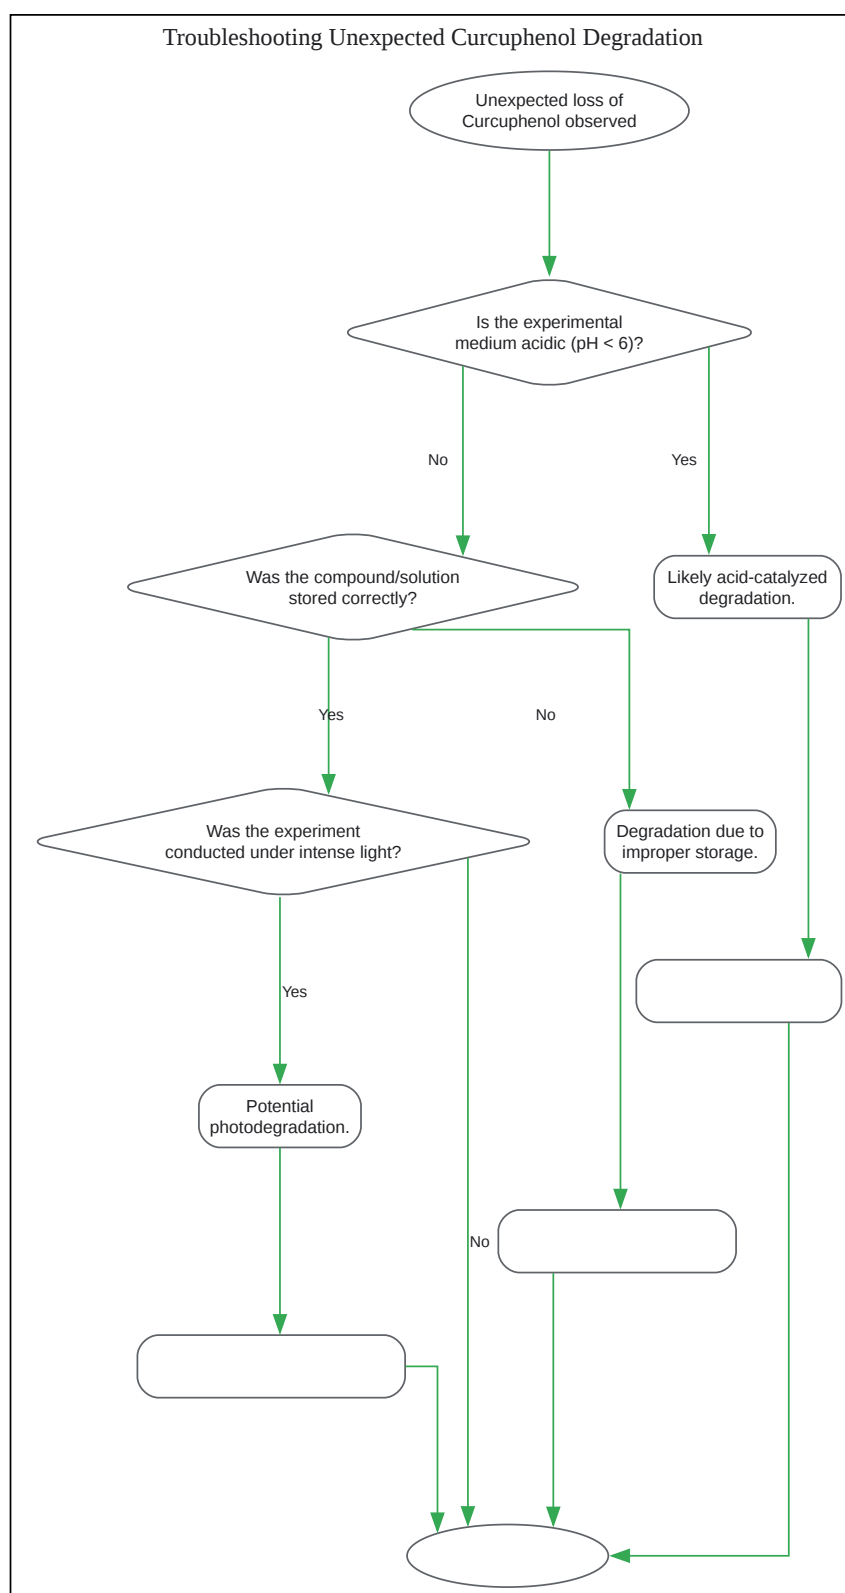 Troubleshooting Unexpected Curcuphenol Degradation
Unexpected loss of
Curcuphenol observed
Is the experimental
medium acidic (pH < 6)?
No
Yes
Was the compound/solution
stored correctly?
Likely acid-catalyzed
degradation.
Yes
No
Was the experiment
conducted under intense light?
Degradation due to
improper storage.
Yes
Potential
photodegradation.
No